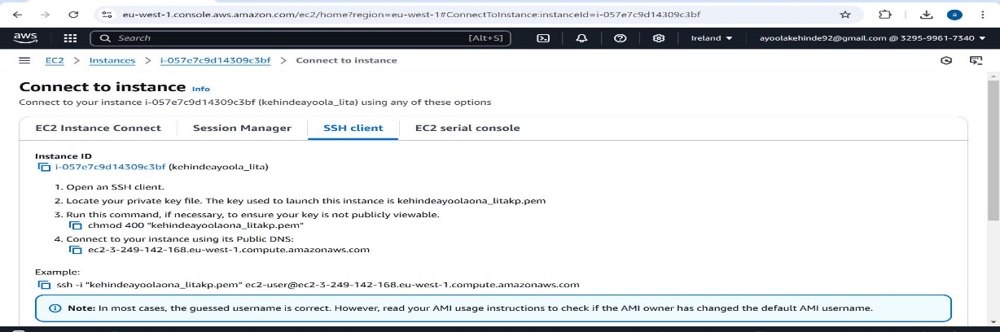 eu-west-1.console.aws.amazon.com/ec2/home?region=eu-west-1#ConnectToInstance:instanceId=i-057e7c9d14309c3bf
a
aws
Search [Alt+S] Ireland ayoolakehinde92@gmail.com @ 3295-9961-7340
EC2 > Instances > i-057e7c9d14309c3bf > Connect to instance
Connect to instance Info
Connect to your instance i-057e7c9d14309c3bf (kehindeayoola_lita) using any of these options
EC2 Instance Connect Session Manager SSH client EC2 serial console
Instance ID
i-057e7c9d14309c3bf (kehindeayoola_lita)
1. Open an SSH client.
2. Locate your private key file. The key used to launch this instance is kehindeayoolaona_litakp.pem
3. Run this command, if necessary, to ensure your key is not publicly viewable.
chmod 400 "kehindeayoolaona_litakp.pem"
4. Connect to your instance using its Public DNS:
ec2-3-249-142-168.eu-west-1.compute.amazonaws.com
Example:
ssh -i "kehindeayoolaona_litakp.pem" ec2-user@ec2-3-249-142-168.eu-west-1.compute.amazonaws.com
Note: In most cases, the guessed username is correct. However, read your AMI usage instructions to check if the AMI owner has changed the default AMI username.